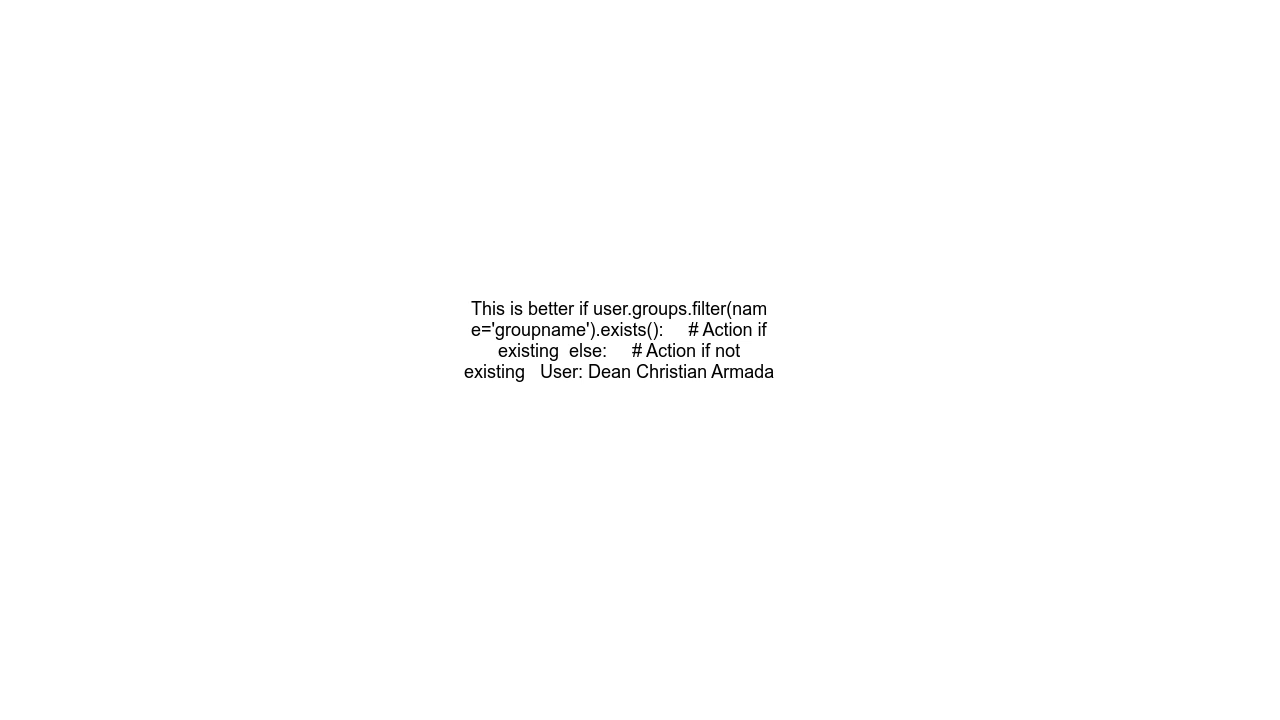 This is better if user.groups.filter(nam
e='groupname').exists():     # Action if
existing  else:     # Action if not
existing   User: Dean Christian Armada